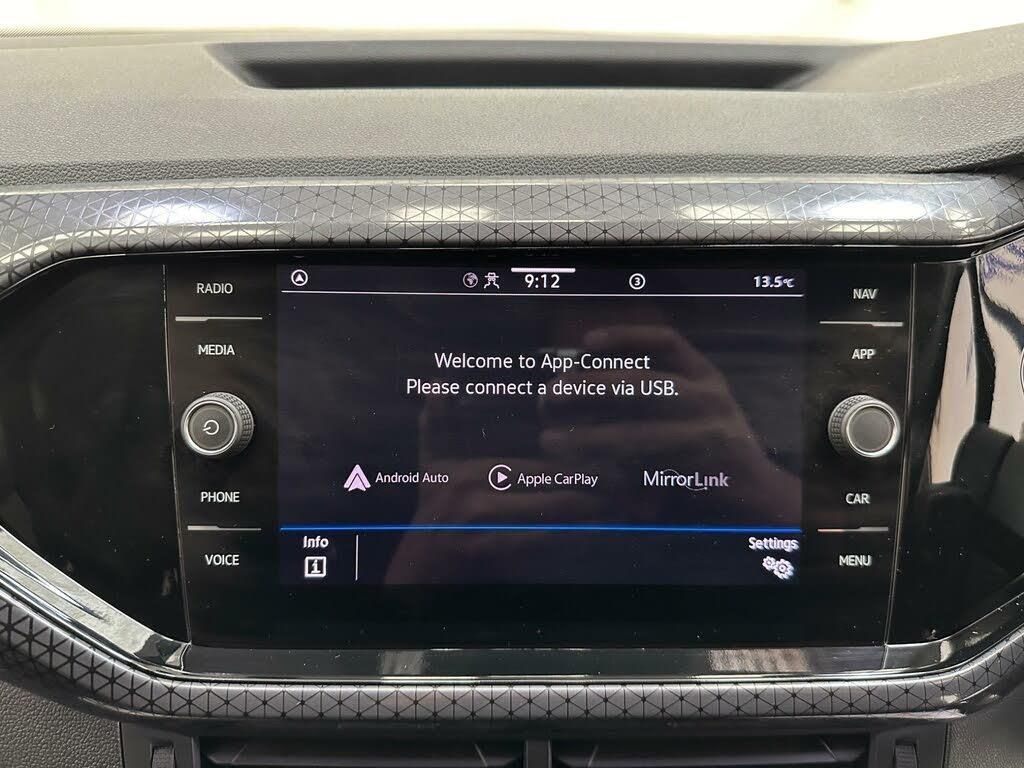 RADIO
MEDIA
PHONE
VOICE
9:12
3
13.5°C
Welcome to App-Connect
Please connect a device via USB.
Android Auto
Apple CarPlay
MirrorLink
Info
i
Settings
NAV
APP
CAR
MENU